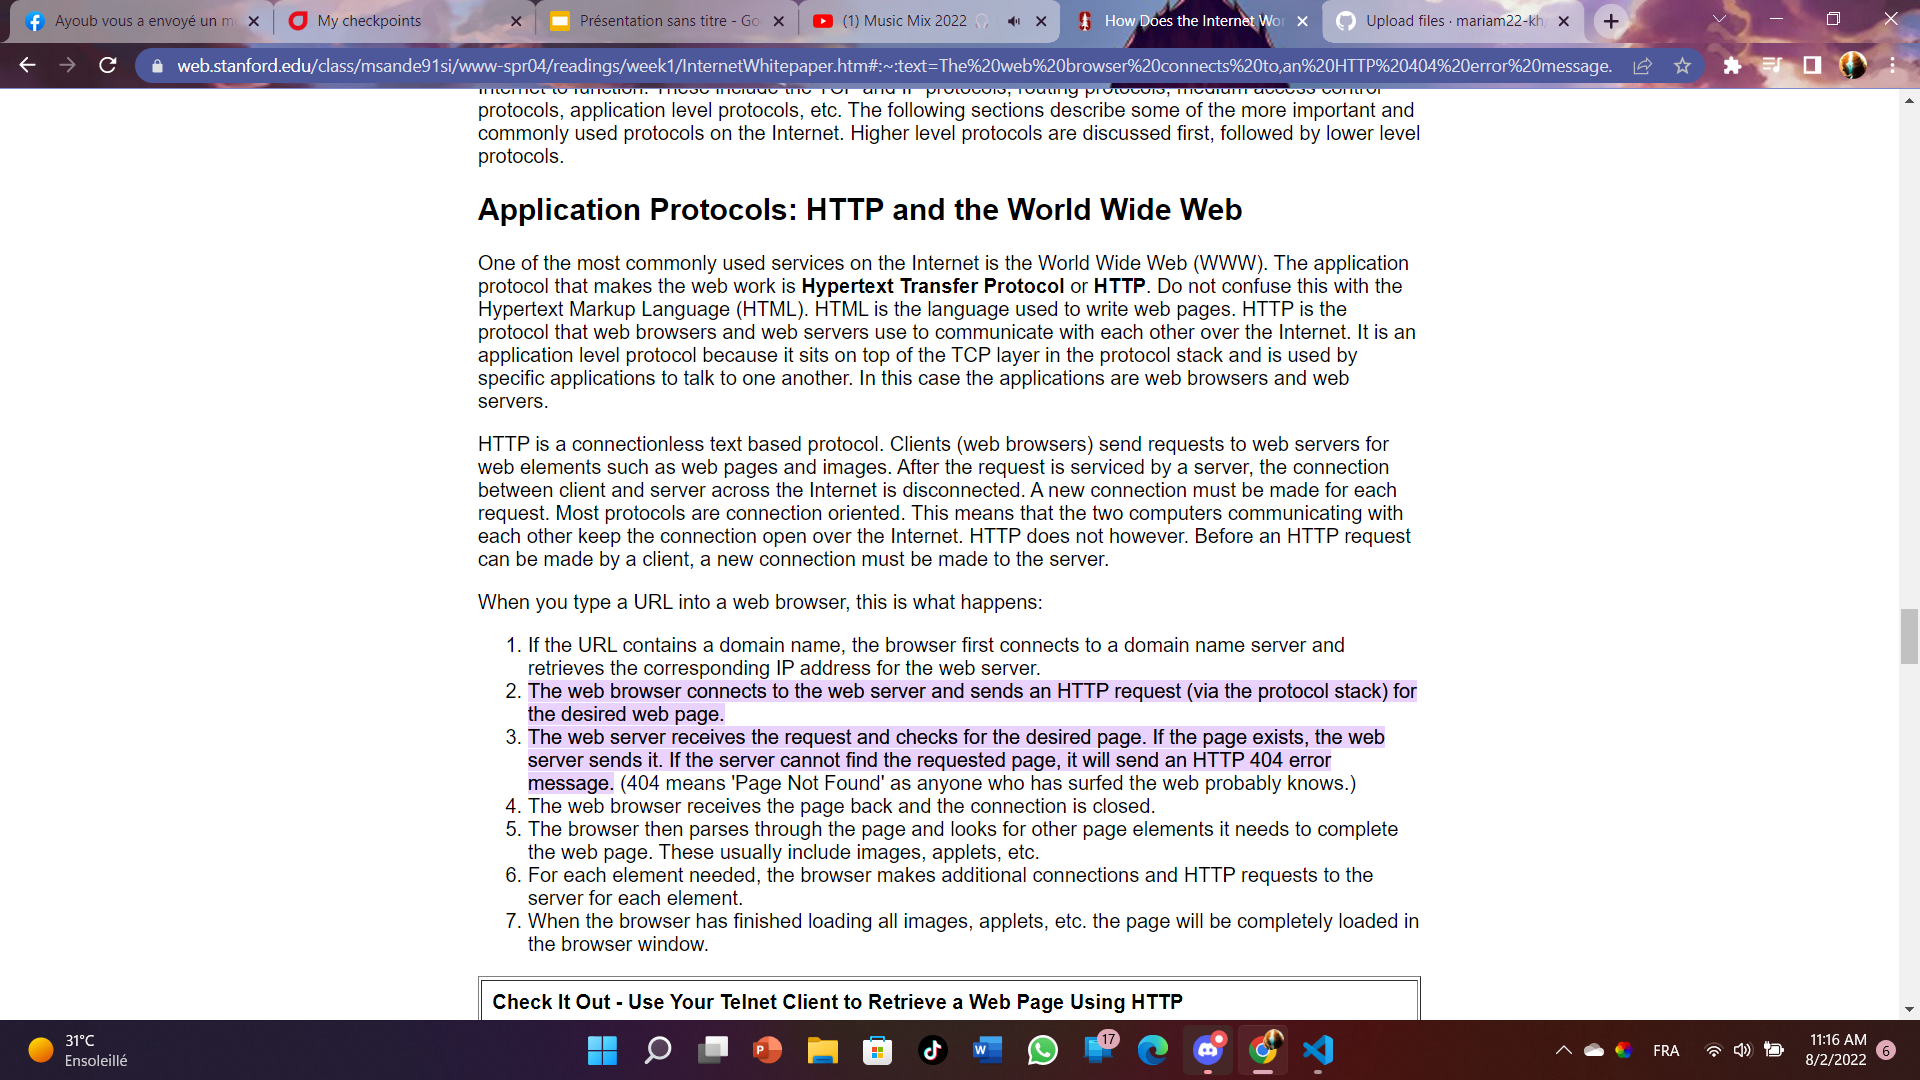 Ayoub vous a envoyé un m
My checkpoints
Présentation sans titre - Go
(1) Music Mix 2022
How Does the Internet Wor
Upload files · mariam22-kh
web.stanford.edu/class/msande91si/www-spr04/readings/week1/InternetWhitepaper.htm#:~:text=The%20web%20browser%20connects%20to,an%20HTTP%20404%20error%20message.
Internet to function. These include the TCP and IP protocols, routing protocols, medium access control
protocols, application level protocols, etc. The following sections describe some of the more important and
commonly used protocols on the Internet. Higher level protocols are discussed first, followed by lower level
protocols.
Application Protocols: HTTP and the World Wide Web
One of the most commonly used services on the Internet is the World Wide Web (WWW). The application
protocol that makes the web work is Hypertext Transfer Protocol or HTTP. Do not confuse this with the
Hypertext Markup Language (HTML). HTML is the language used to write web pages. HTTP is the
protocol that web browsers and web servers use to communicate with each other over the Internet. It is an
application level protocol because it sits on top of the TCP layer in the protocol stack and is used by
specific applications to talk to one another. In this case the applications are web browsers and web
servers.
HTTP is a connectionless text based protocol. Clients (web browsers) send requests to web servers for
web elements such as web pages and images. After the request is serviced by a server, the connection
between client and server across the Internet is disconnected. A new connection must be made for each
request. Most protocols are connection oriented. This means that the two computers communicating with
each other keep the connection open over the Internet. HTTP does not however. Before an HTTP request
can be made by a client, a new connection must be made to the server.
When you type a URL into a web browser, this is what happens:
1. If the URL contains a domain name, the browser first connects to a domain name server and
retrieves the corresponding IP address for the web server.
2. The web browser connects to the web server and sends an HTTP request (via the protocol stack) for
the desired web page.
3. The web server receives the request and checks for the desired page. If the page exists, the web
server sends it. If the server cannot find the requested page, it will send an HTTP 404 error
message. (404 means 'Page Not Found' as anyone who has surfed the web probably knows.)
4. The web browser receives the page back and the connection is closed.
5. The browser then parses through the page and looks for other page elements it needs to complete
the web page. These usually include images, applets, etc.
6. For each element needed, the browser makes additional connections and HTTP requests to the
server for each element.
7. When the browser has finished loading all images, applets, etc. the page will be completely loaded in
the browser window.
Check It Out - Use Your Telnet Client to Retrieve a Web Page Using HTTP
31°C
Ensoleillé
17
FRA
11:16 AM
8/2/2022
6